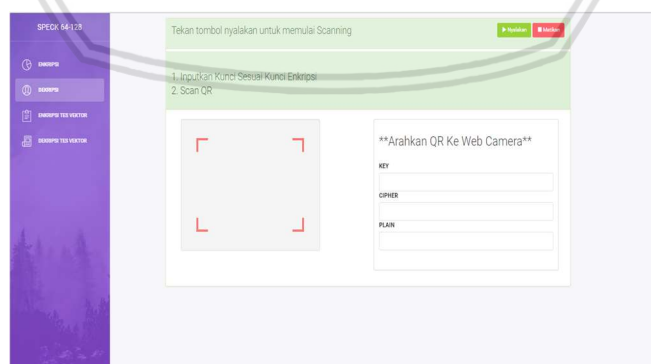 SPECK 64-128
ENKRIPSI
DEKRIPSI
ENKRIPSI TES VEKTOR
DEKRIPSI TES VEKTOR
Tekan tombol nyalakan untuk memulai Scanning
Nyalakan
Matikan
1. Inputkan Kunci Sesuai Kunci Enkripsi
2. Scan QR
**Arahkan QR Ke Web Camera**
KEY
CIPHER
PLAIN